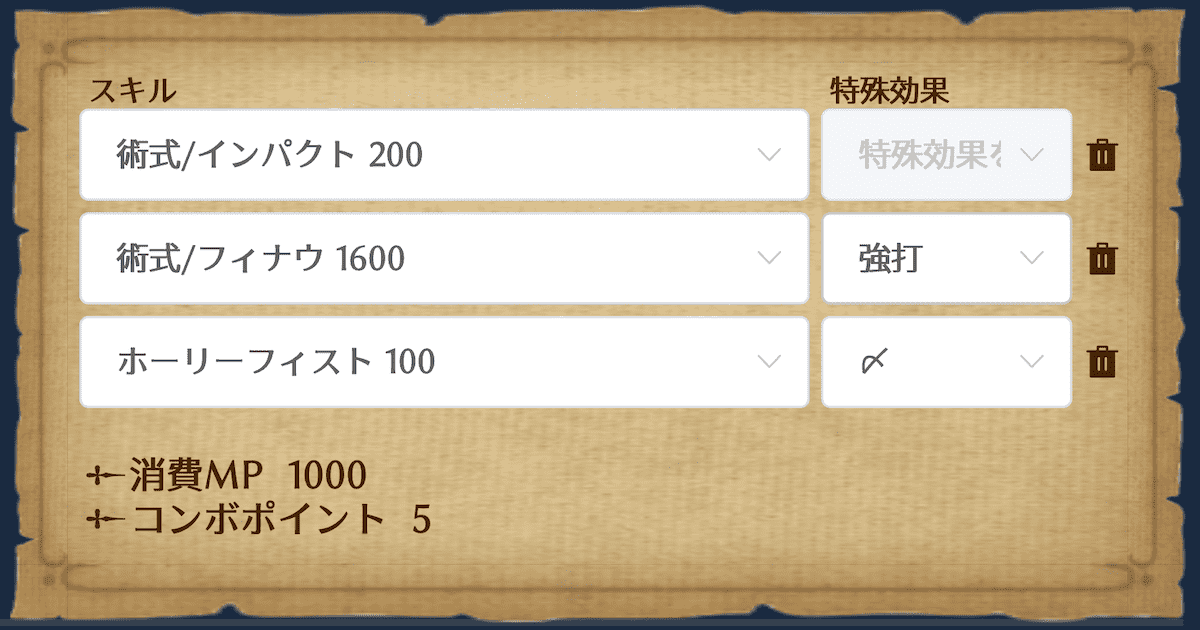 スキル 特殊効果
術式/インパクト 200 特殊効果を
術式/フィナウ 1600 強打
ホーリーフィスト 100 〆
消費MP 1000
コンボポイント 5